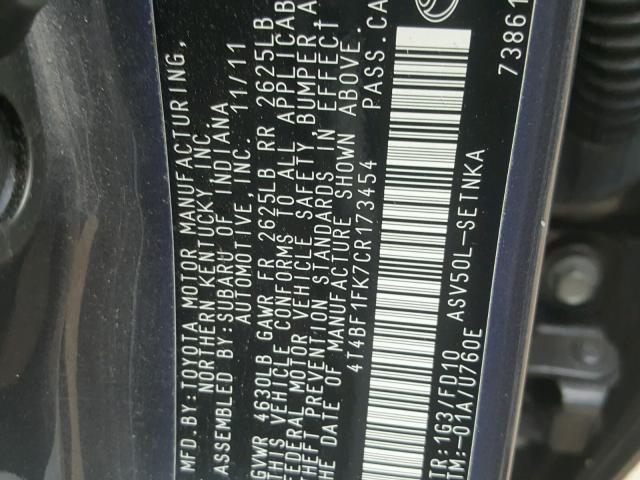 MFD. BY:TOYOTA MOTOR MANUFACTURING,
NORTHERN KENTUCKY, INC.
ASSEMBLED BY:SUBARU OF INDIANA
AUTOMOTIVE, INC. 11/11
GVWR 4630LB GAWR FR 2625LB RR 2625LB
THIS VEHICLE CONFORMS TO ALL APPLICAB
FEDERAL MOTOR VEHICLE SAFETY, BUMPER, A
THEFT PREVENTION STANDARDS IN EFFECT
THE DATE OF MANUFACTURE SHOWN ABOVE.
4T4BF1FK7CR173454 PASS.CA
TR:1G3/FD10 ASV50L-SETNKA
TM:-01A/U760E
73861